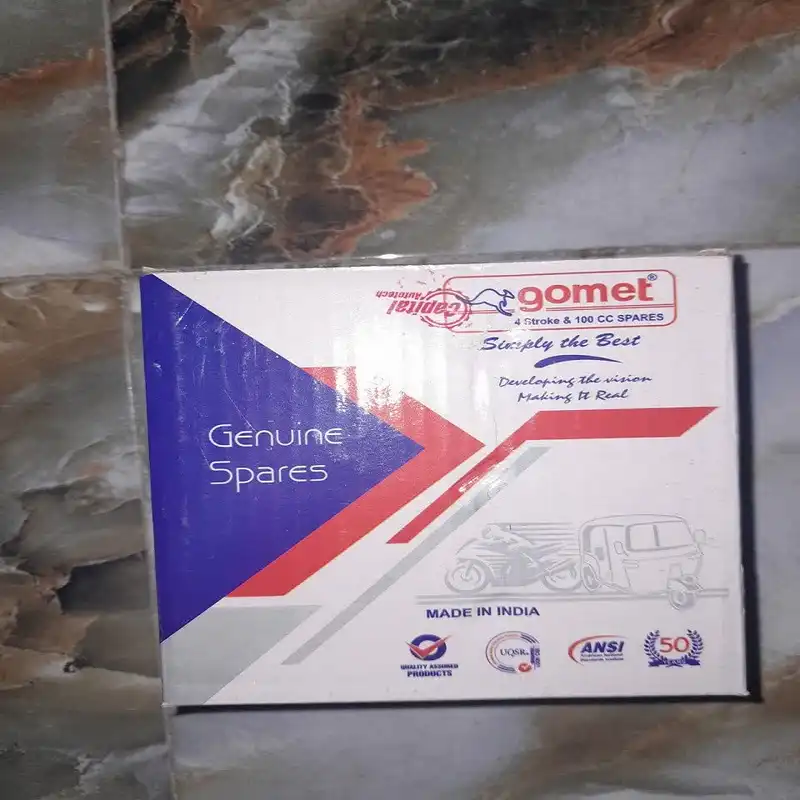 Capital
Autotech
gomet®
4 Stroke & 100 CC SPARES
Simply the Best
Developing the vision
Making It Real
Genuine
Spares
MADE IN INDIA
QUALITY ASSURED
PRODUCTS
UQSR
ANSI
50
YEARS